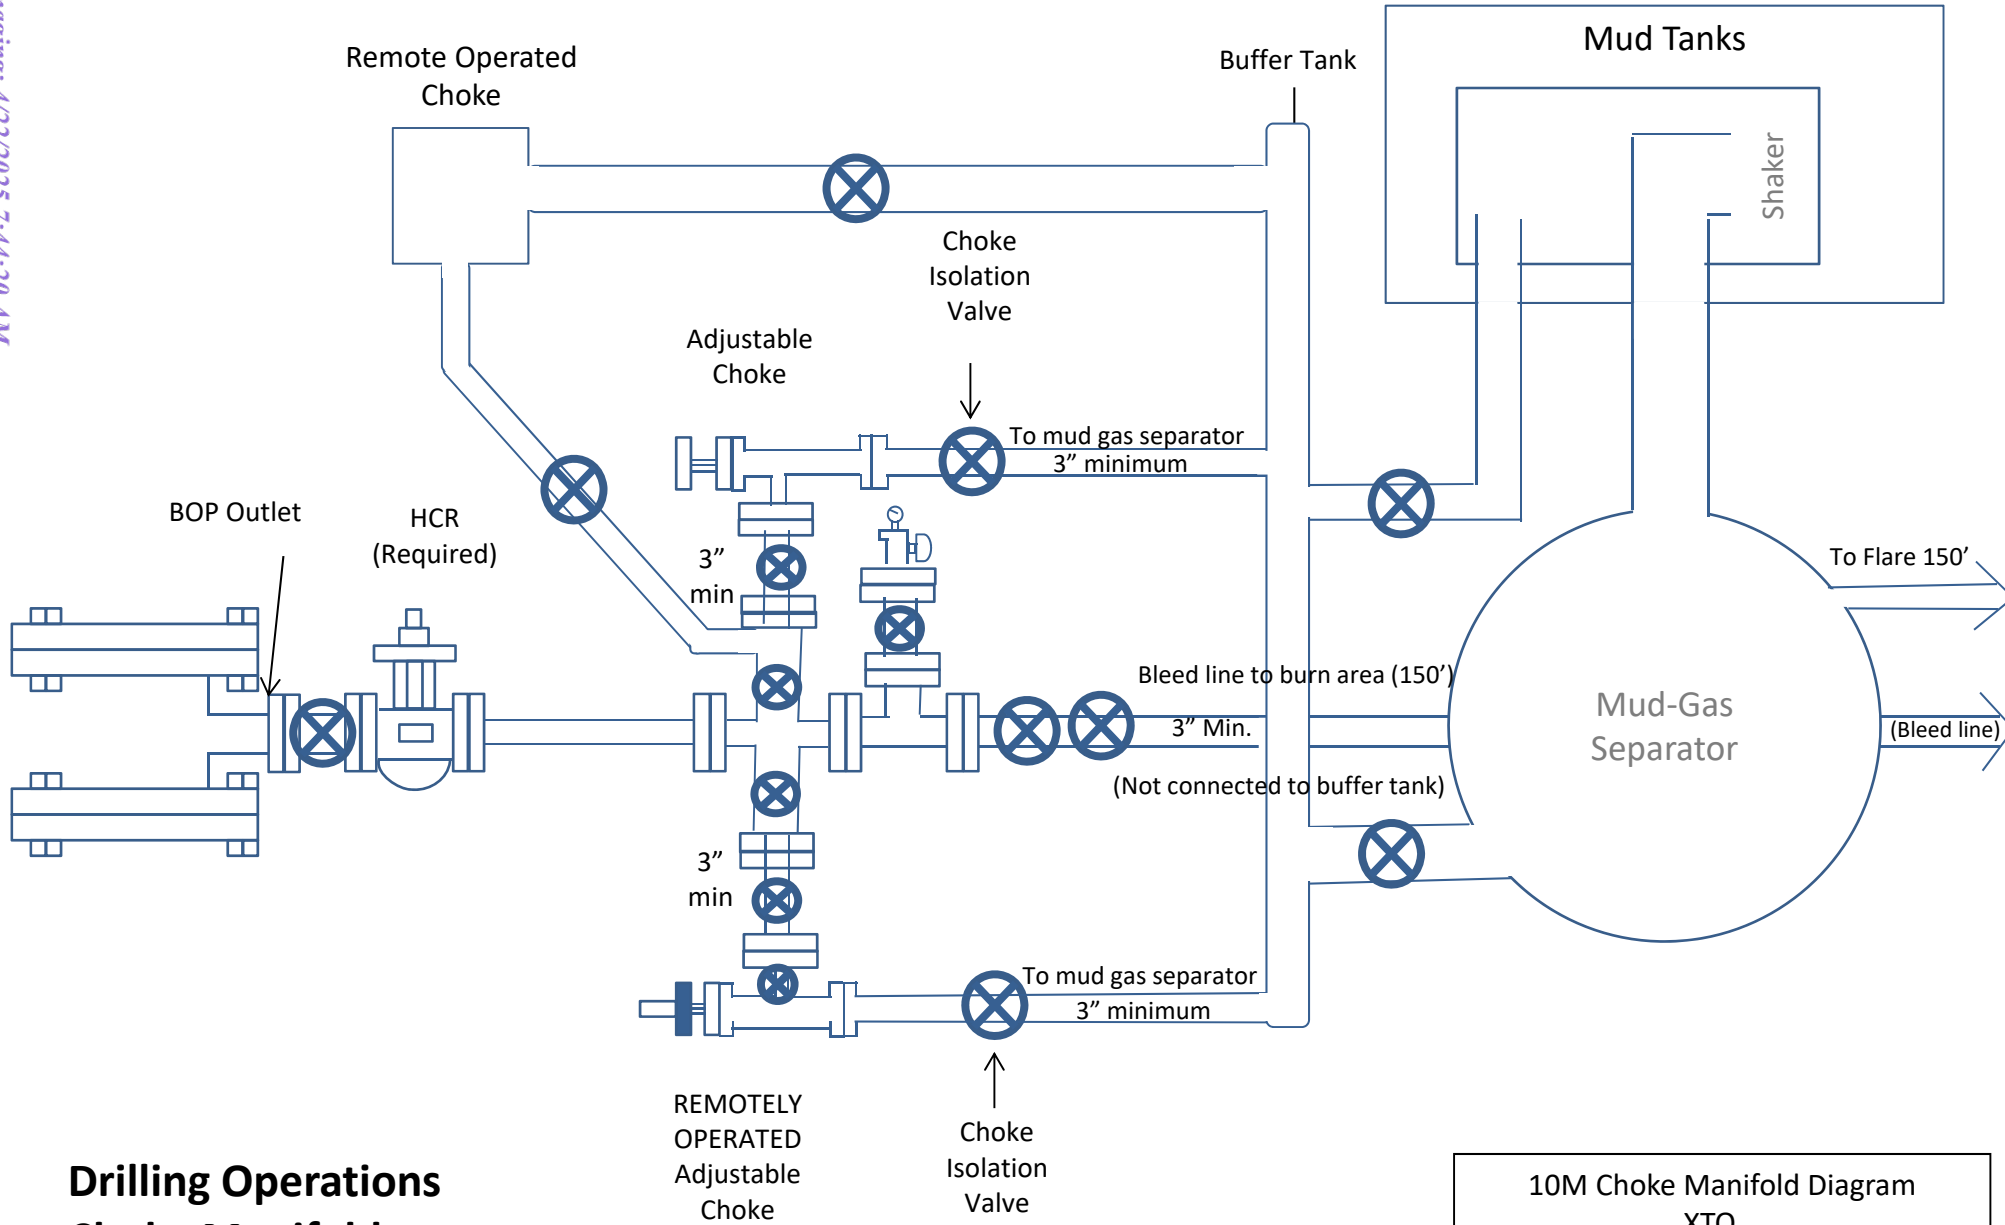 Remote Operated
Choke
Buffer Tank
Mud Tanks
Shaker
Choke
Isolation
Valve
Adjustable
Choke
To mud gas separator
3” minimum
BOP Outlet
HCR
(Required)
3”
min
To Flare 150’
Bleed line to burn area (150’)
3” Min.
(Not connected to buffer tank)
Mud-Gas
Separator
(Bleed line)
3”
min
To mud gas separator
3” minimum
REMOTELY
OPERATED
Adjustable
Choke
Choke
Isolation
Valve
Drilling Operations
10M Choke Manifold Diagram
XTO